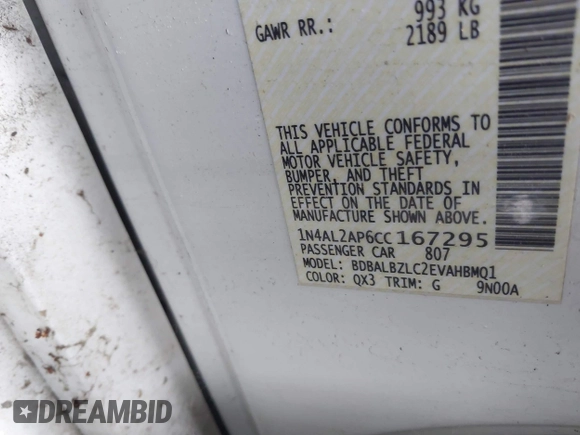 993 KG
GAWR RR.: 2189 LB
THIS VEHICLE CONFORMS TO
ALL APPLICABLE FEDERAL
MOTOR VEHICLE SAFETY,
BUMPER, AND THEFT
PREVENTION STANDARDS IN
EFFECT ON THE DATE OF
MANUFACTURE SHOWN ABOVE.
1N4AL2AP6CC167295
PASSENGER CAR 807
MODEL: BDBALBZLC2EVAHBMQ1
COLOR: QX3 TRIM: G 9N00A
DREAMBID